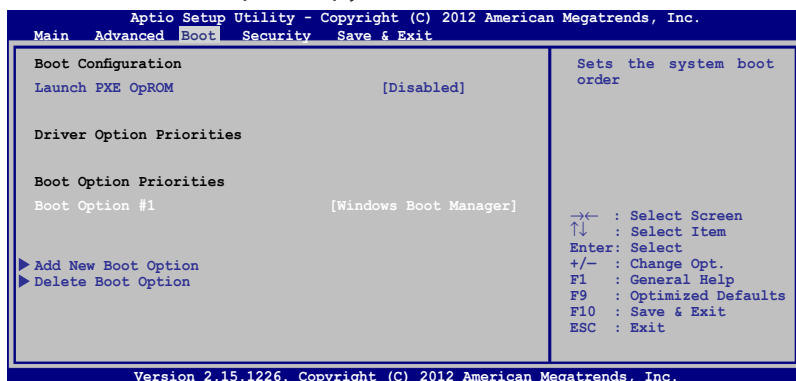 Aptio Setup Utility - Copyright (C) 2012 American Megatrends, Inc.
Main Advanced Boot Security Save & Exit
Boot Configuration
Launch PXE OpROM [Disabled]
Driver Option Priorities
Boot Option Priorities
Boot Option #1 [Windows Boot Manager]
Add New Boot Option
Delete Boot Option
Sets the system boot
order
→← : Select Screen
↑↓ : Select Item
Enter: Select
+/— : Change Opt.
F1 : General Help
F9 : Optimized Defaults
F10 : Save & Exit
ESC : Exit
Version 2.15.1226. Copyright (C) 2012 American Megatrends, Inc.